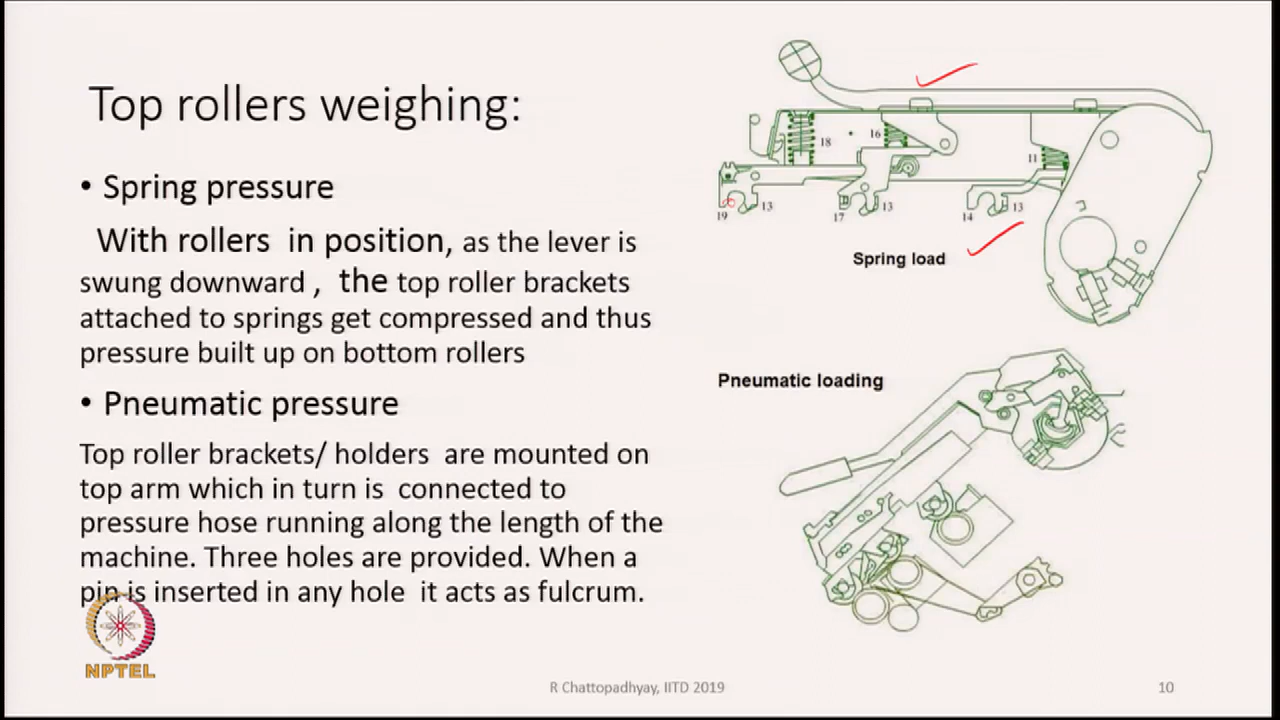 Top rollers weighing:
• Spring pressure
With rollers in position, as the lever is
swung downward , the top roller brackets
attached to springs get compressed and thus
pressure built up on bottom rollers
• Pneumatic pressure
Top roller brackets/ holders are mounted on
top arm which in turn is connected to
pressure hose running along the length of the
machine. Three holes are provided. When a
pin is inserted in any hole it acts as fulcrum.
18
16
11
19
13
17
13
14
13
Spring load
Pneumatic loading
NPTEL
R Chattopadhyay, IITD 2019
10